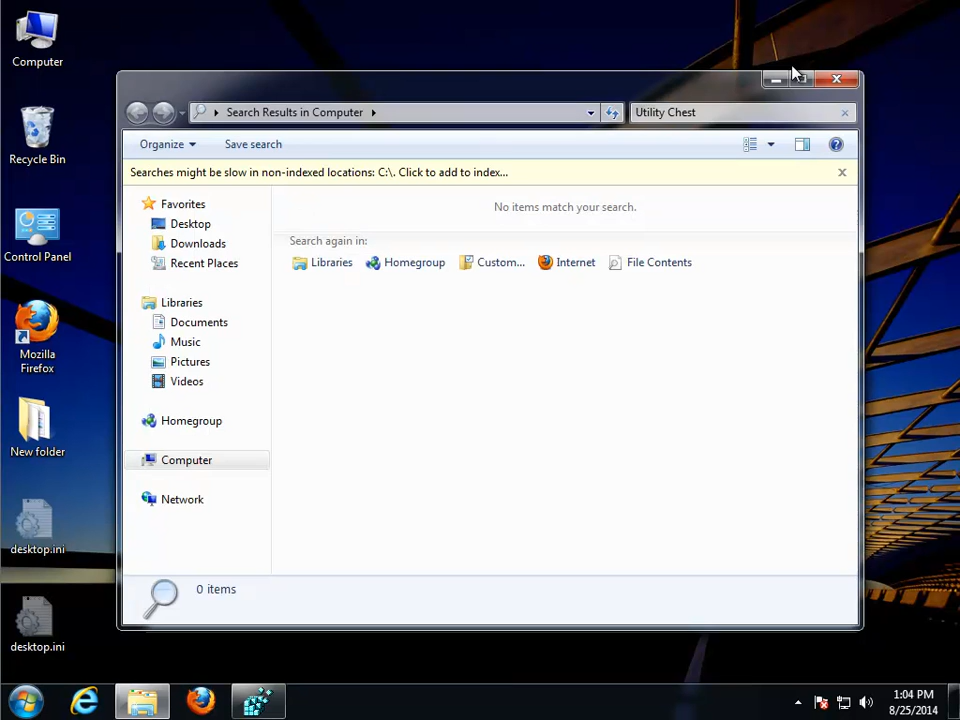 Computer
Recycle Bin
Control Panel
Mozilla
Firefox
New folder
desktop.ini
desktop.ini
Search Results in Computer
Utility Chest
Organize
Save search
Searches might be slow in non-indexed locations: C:\. Click to add to index...
Favorites
Desktop
Downloads
Recent Places
Libraries
Documents
Music
Pictures
Videos
Homegroup
Computer
Network
No items match your search.
Search again in:
Libraries Homegroup Custom... Internet File Contents
0 items
1:04 PM
8/25/2014